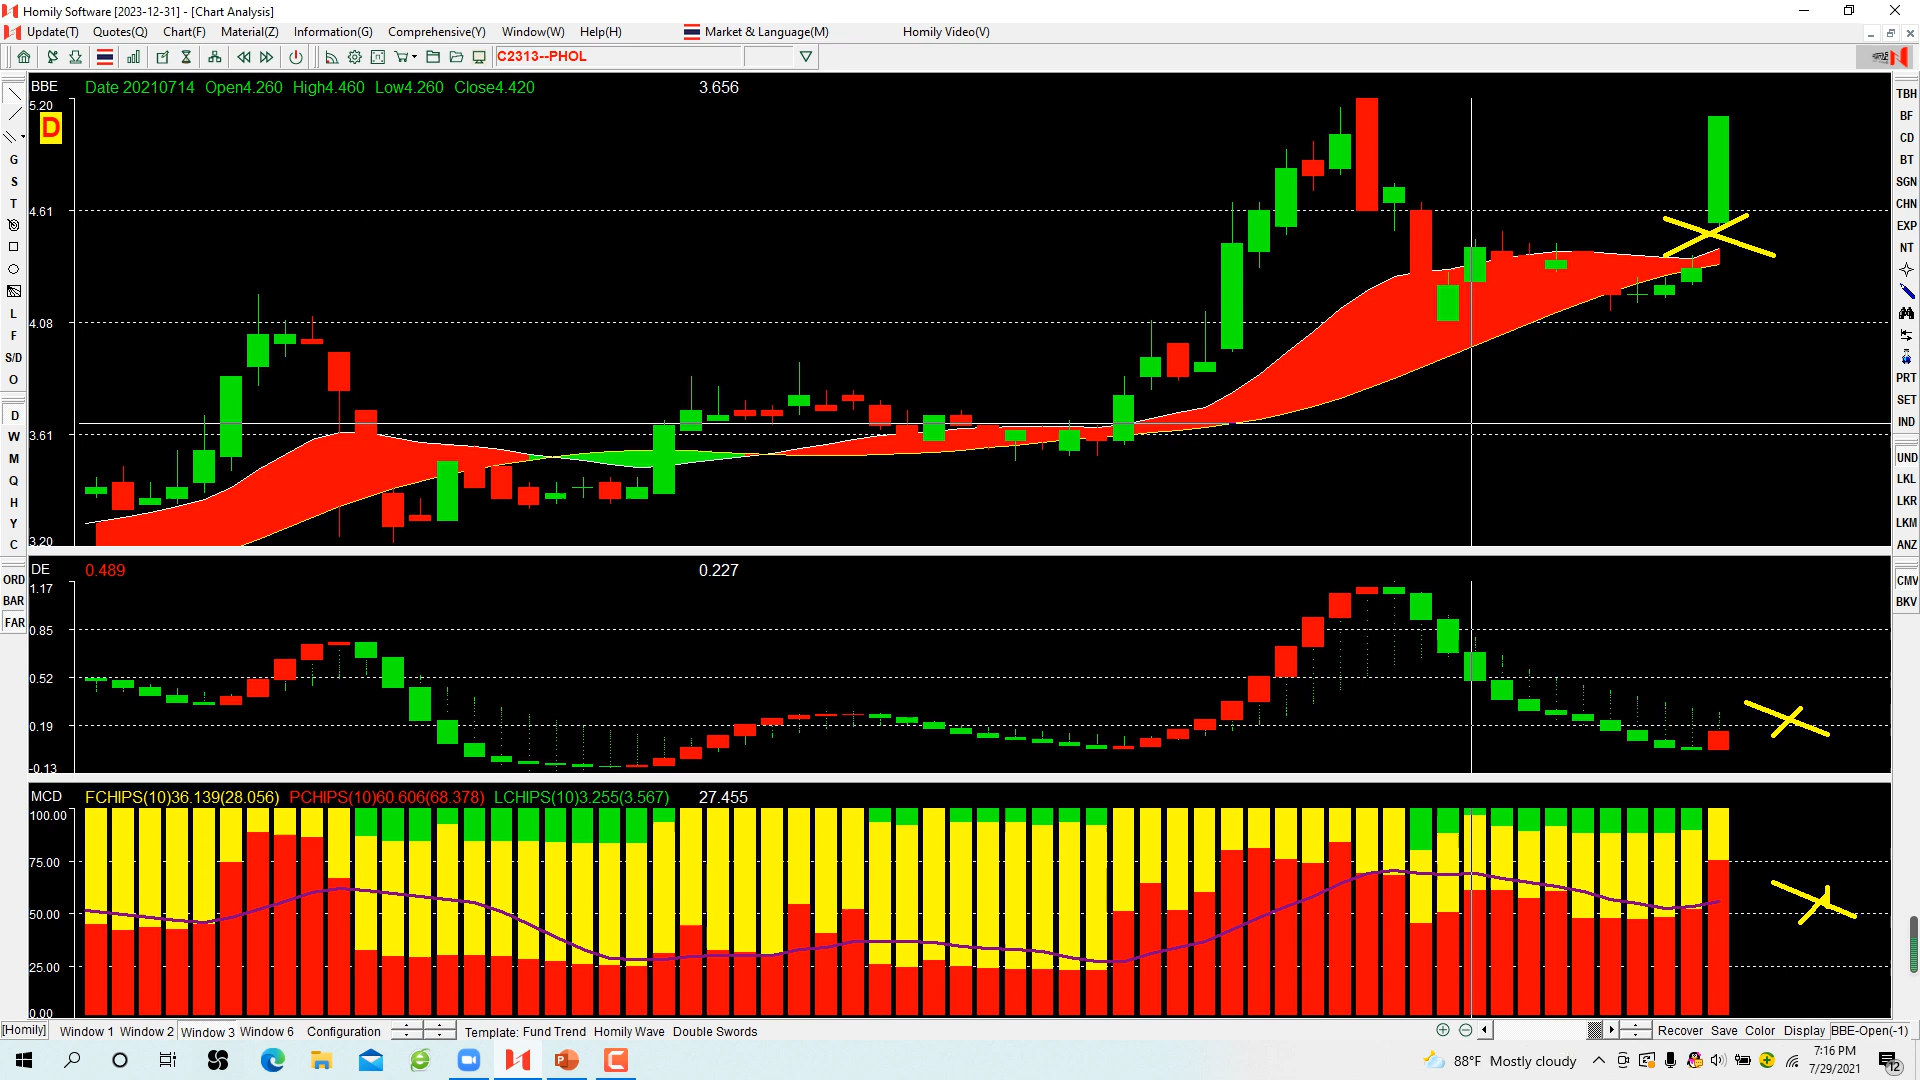 Homily Software [2023-12-31] - [Chart Analysis]
Update(T) Quotes(Q) Chart(F) Material(Z) Information(G) Comprehensive(Y) Window(W) Help(H) Market & Language(M) Homily Video(V)
C2313--PHOL
BBE Date 20210714 Open4.260 High4.460 Low4.260 Close4.420 3.656
5.20
D
4.61
4.08
3.61
3.20
DE 0.489 0.227
1.17
0.85
0.52
0.19
-0.13
MCD FCHIPS(10)36.139(28.056) PCHIPS(10)60.606(68.378) LCHIPS(10)3.255(3.567) 27.455
100.00
75.00
50.00
25.00
0.00
G
S
T
L
F
S/D
O
D
W
M
Q
H
Y
C
ORD
BAR
FAR
TBH
BF
CD
BT
SGN
CHN
EXP
NT
PRT
SET
IND
UND
LKL
LKR
LKM
ANZ
CMV
BKV
[Homily] Window 1 Window 2 Window 3 Window 6 Configuration Template: Fund Trend Homily Wave Double Swords Recover Save Color Display BBE-Open(-1)
88°F Mostly cloudy 7:16 PM
7/29/2021
12